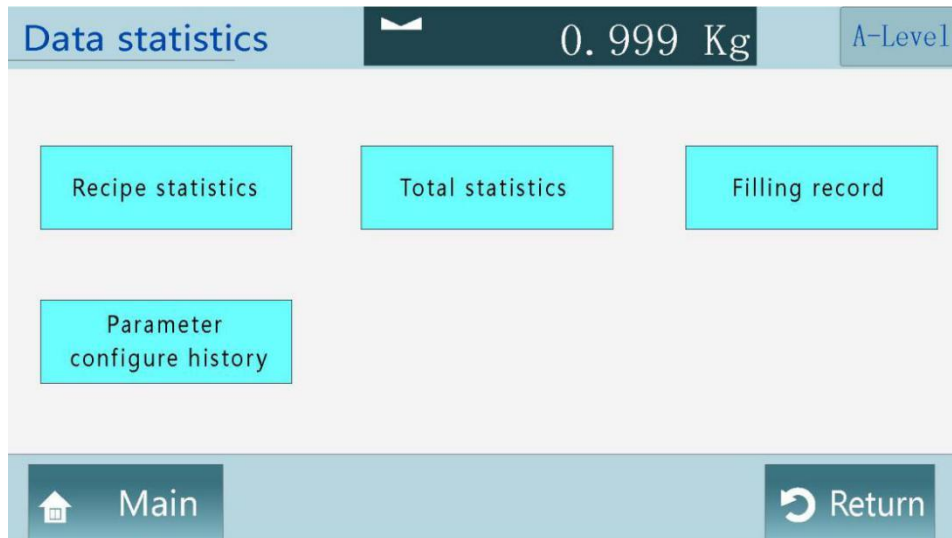 Data statistics
0.999 Kg
A-Level
Recipe statistics
Total statistics
Filling record
Parameter
configure history
Main
Return